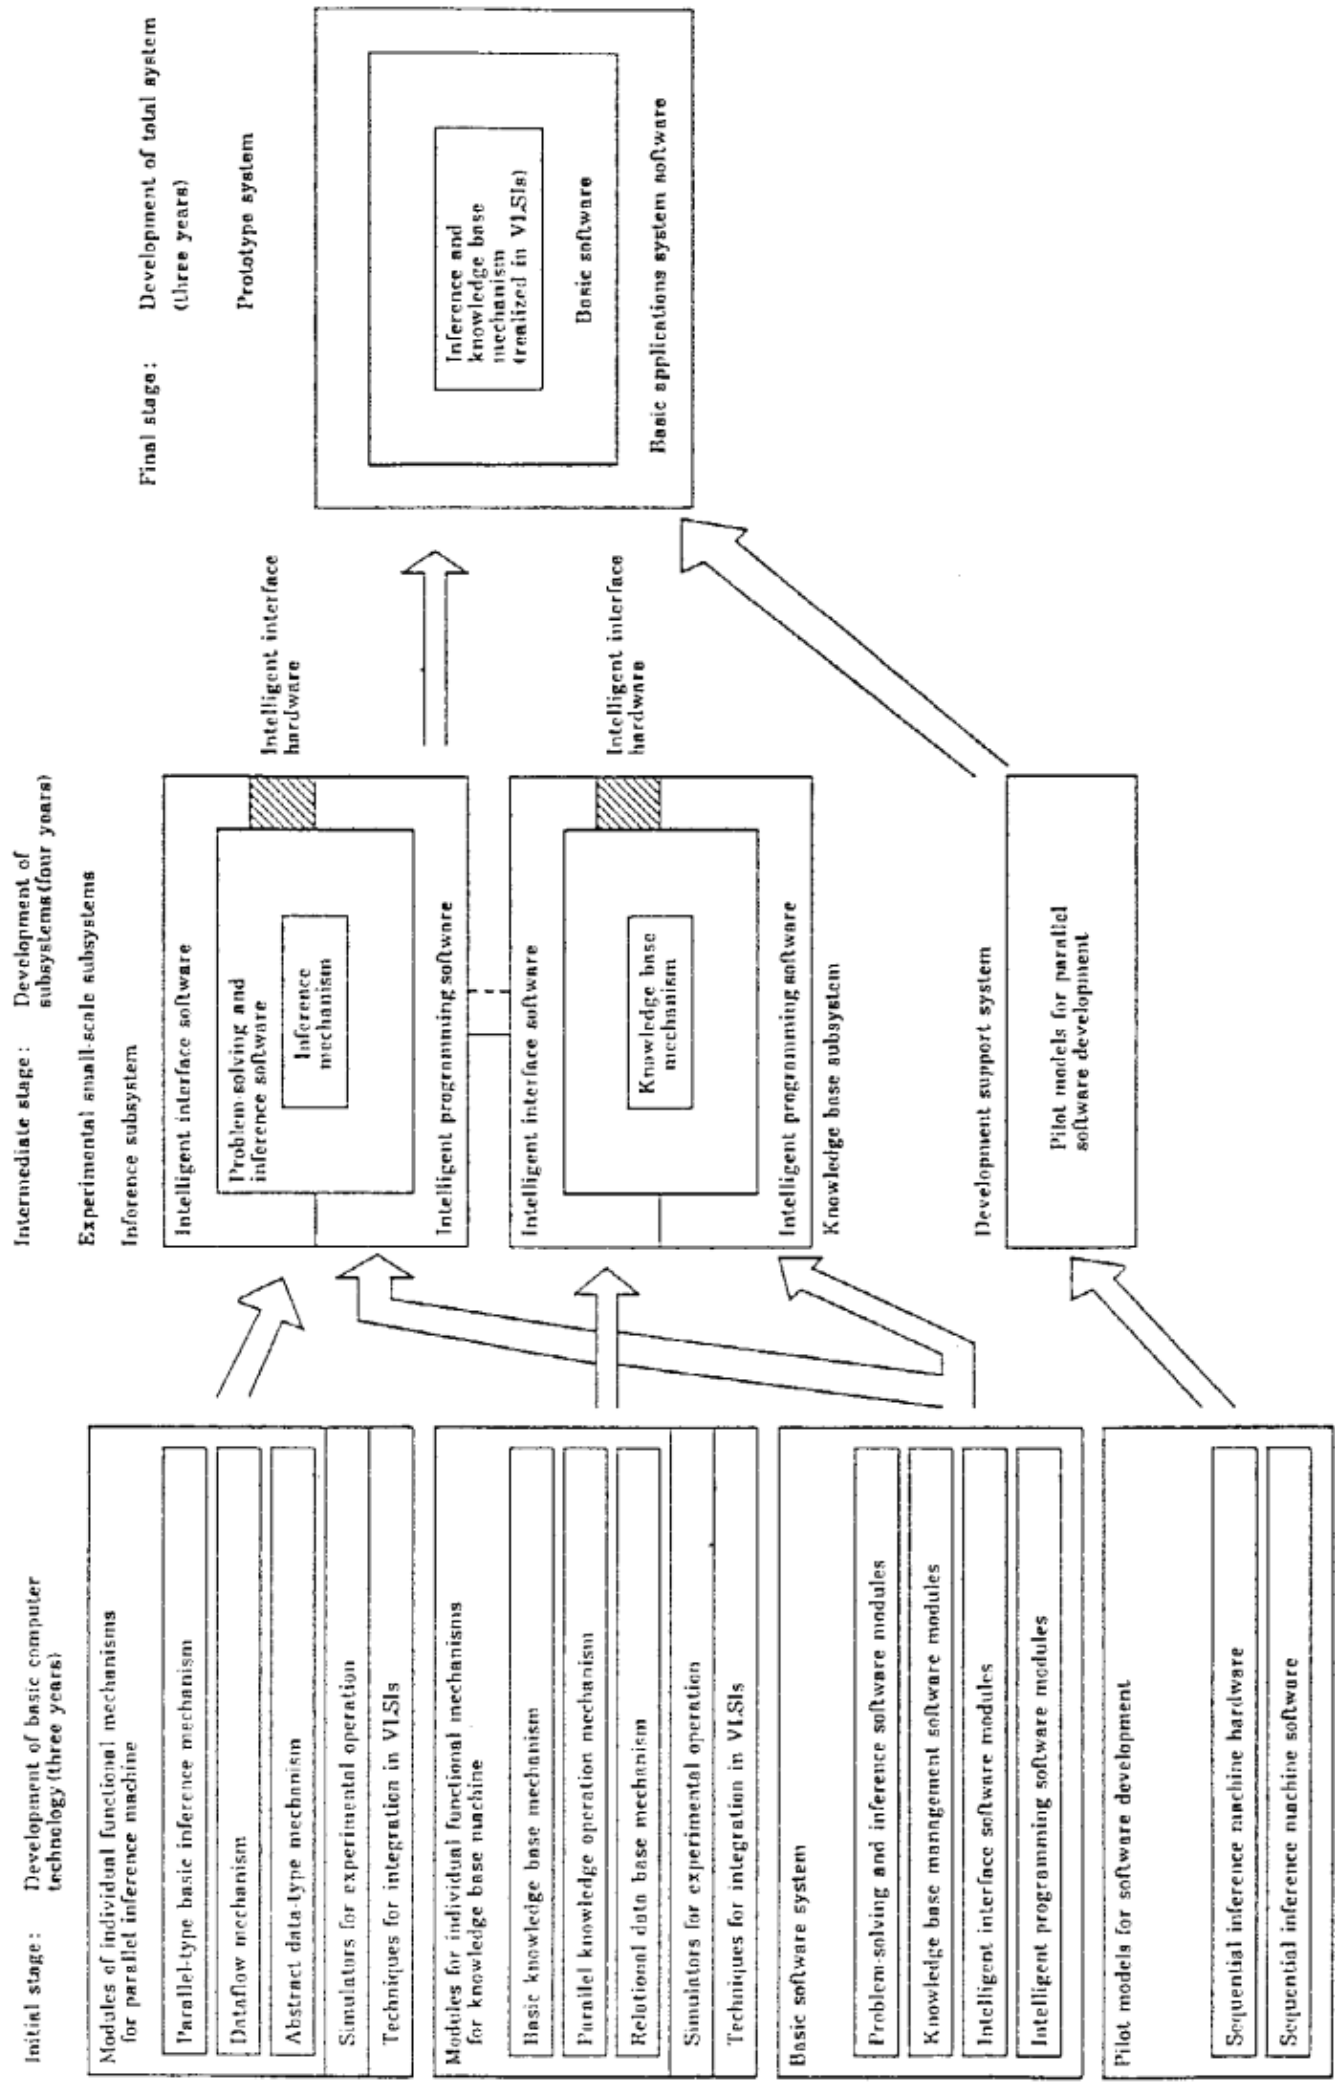 Initial stage: Development of basic computer
technology (three years)
Modules of individual functional mechanisms
for parallel inference machine
Parallel-type basic inference mechanism
Dataflow mechanism
Abstract data-type mechanism
Simulators for experimental operation
Techniques for integration in VLSIs
Modules for individual functional mechanisms
for knowledge base machine
Basic knowledge base mechanism
Parallel knowledge operation mechanism
Relational data base mechanism
Simulators for experimental operation
Techniques for integration in VLSIs
Basic software system
Problem-solving and inference software modules
Knowledge base management software modules
Intelligent interface software modules
Intelligent programming software modules
Pilot models for software development
Sequential inference machine hardware
Sequential inference machine software
Intermediate stage: Development of
subsystems (four years)
Experimental small-scale subsystems
Inference subsystem
Intelligent interface software
Problem-solving and
inference software
Inference
mechanism
Intelligent programming software
Intelligent interface
hardware
Intelligent interface software
Knowledge base
mechanism
Intelligent programming software
Knowledge base subsystem
Intelligent interface
hardware
Development support system
Pilot models for parallel
software development
Final stage: Development of total system
(three years)
Prototype system
Inference and
knowledge base
mechanism
(realized in VLSIs)
Basic software
Basic applications system software